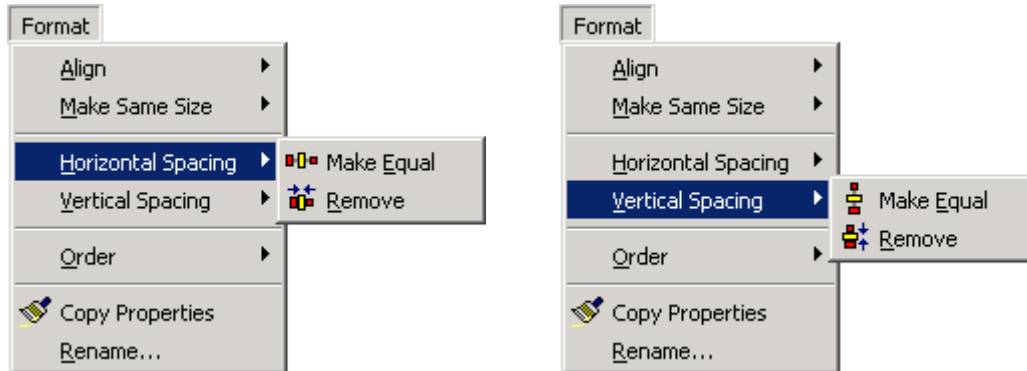 Format
Align
Make Same Size
Horizontal Spacing
Make Equal
Vertical Spacing
Remove
Order
Copy Properties
Rename...
Format
Align
Make Same Size
Horizontal Spacing
Vertical Spacing
Make Equal
Remove
Order
Copy Properties
Rename...